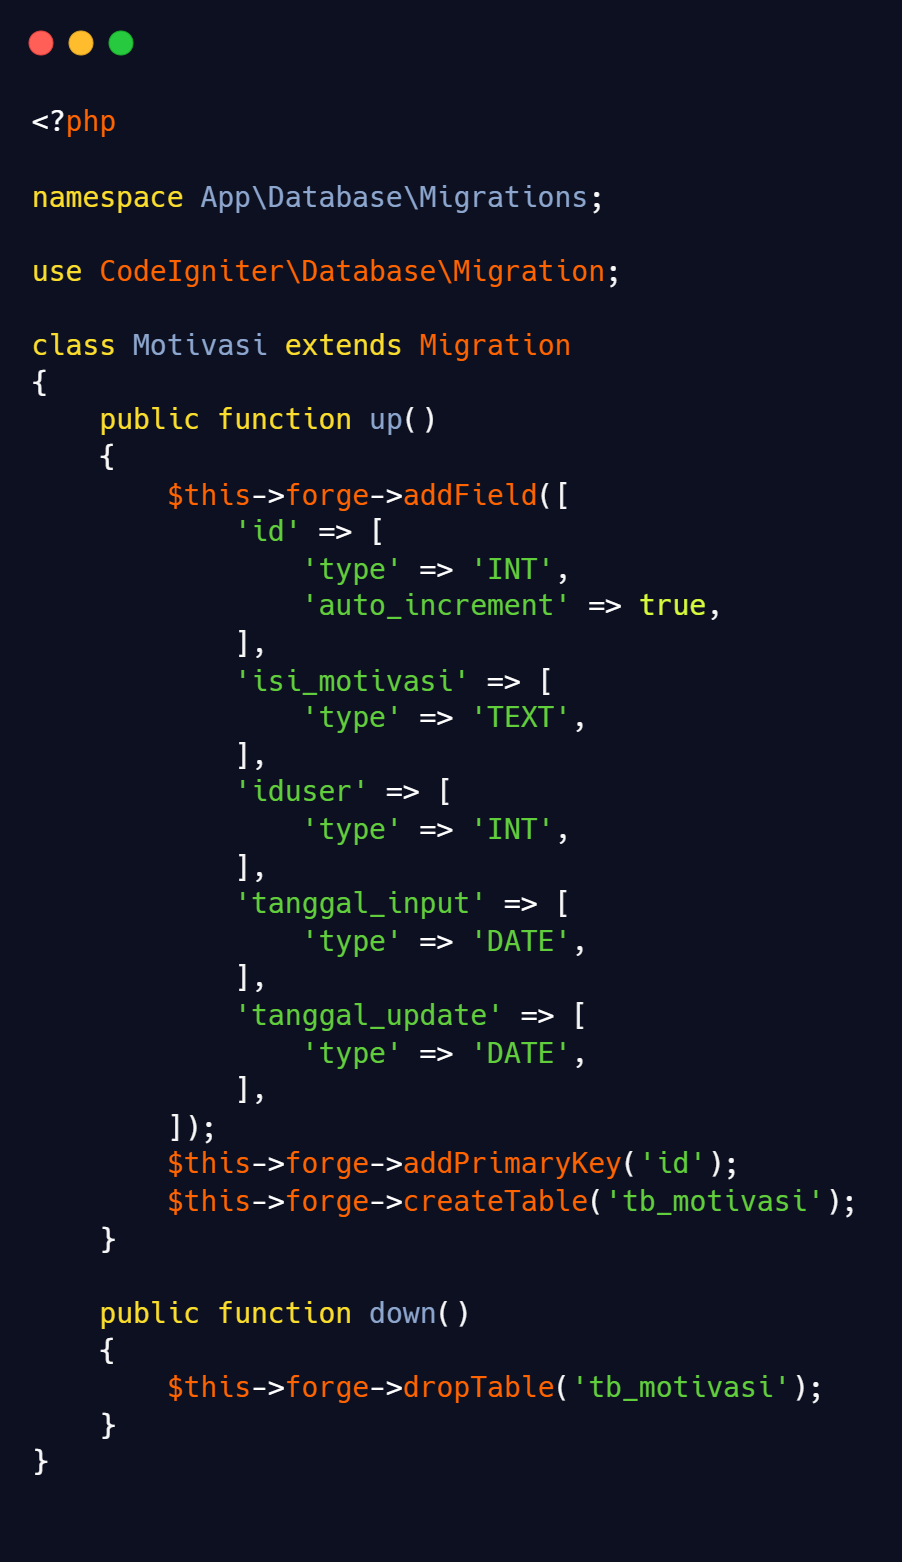 <?php

namespace App\Database\Migrations;

use CodeIgniter\Database\Migration;

class Motivasi extends Migration
{
    public function up()
    {
        $this->forge->addField([
            'id' => [
                'type' => 'INT',
                'auto_increment' => true,
            ],
            'isi_motivasi' => [
                'type' => 'TEXT',
            ],
            'iduser' => [
                'type' => 'INT',
            ],
            'tanggal_input' => [
                'type' => 'DATE',
            ],
            'tanggal_update' => [
                'type' => 'DATE',
            ],
        ]);
        $this->forge->addPrimaryKey('id');
        $this->forge->createTable('tb_motivasi');
    }

    public function down()
    {
        $this->forge->dropTable('tb_motivasi');
    }
}